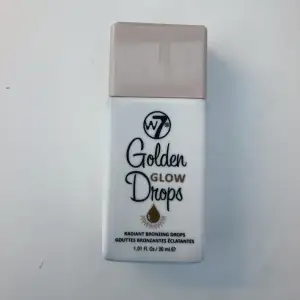 W7
Golden
GLOW
Drops
RADIANT BRONZING DROPS
GOUTTES BRONZANTES ÉCLATANTES
1.01 fl. Oz / 30 ml ℮